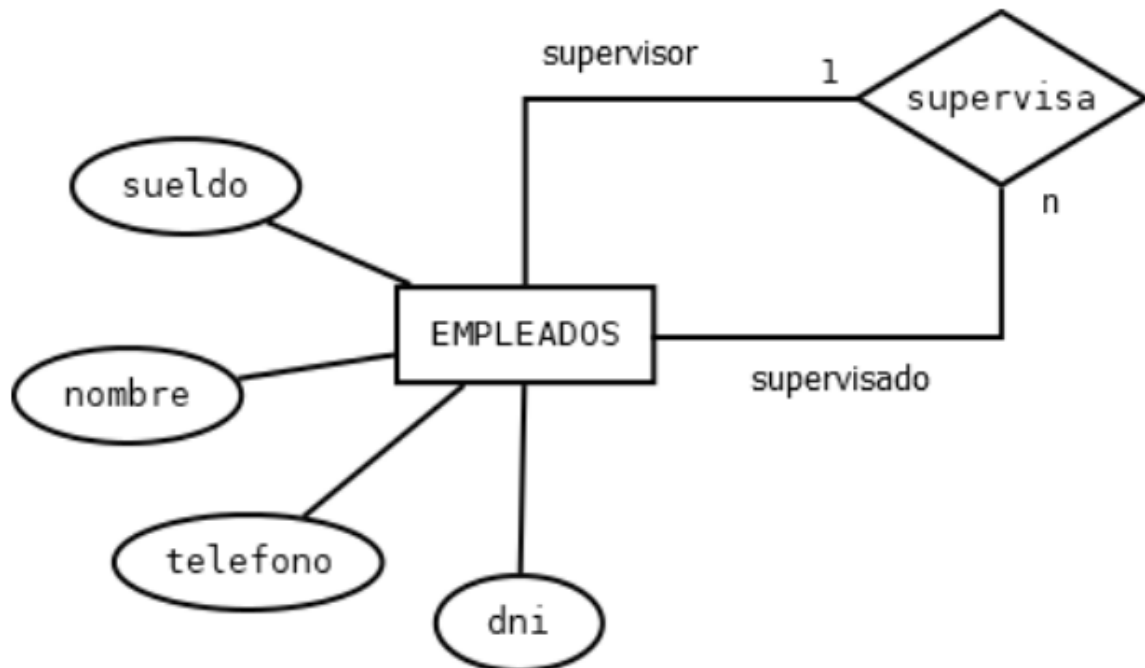 supervisor
1
supervisa
sueldo
n
EMPLEADOS
supervisado
nombre
telefono
dni